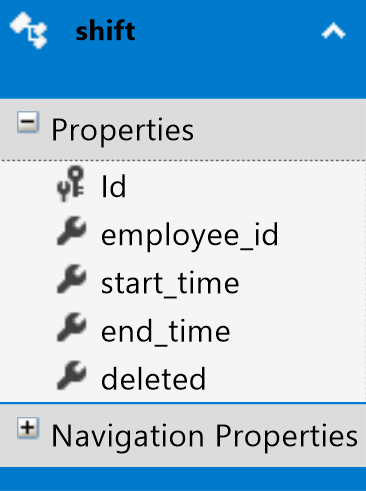 shift
Properties
Id
employee_id
start_time
end_time
deleted
Navigation Properties